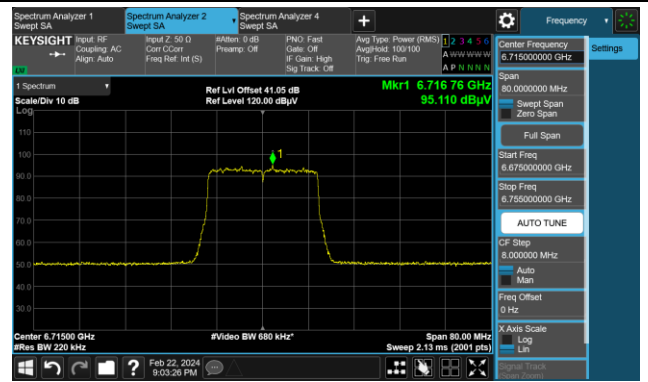 Spectrum Analyzer 1
Swept SA
Spectrum Analyzer 2
Swept SA
Spectrum Analyzer 4
Swept SA
Frequency
KEYSIGHT
Input: RF
Coupling: AC
Align: Auto
Input Z: 50 Ω
Corr CCorr
Freq Ref: Int (S)
#Atten: 0 dB
Preamp: Off
PNO: Fast
Gate: Off
IF Gain: High
Sig Track: Off
Avg Type: Power (RMS)
Avg|Hold: 100/100
Trig: Free Run
1 2 3 4 5 6
A W W W W W
A P N N N N
Center Frequency
6.715000000 GHz
Settings
Span
80.0000000 MHz
Swept Span
Zero Span
Full Span
Start Freq
6.675000000 GHz
Stop Freq
6.755000000 GHz
AUTO TUNE
CF Step
8.000000 MHz
Auto
Man
Freq Offset
0 Hz
X Axis Scale
Log
Lin
Signal Track
(Span Zoom)
1 Spectrum
Scale/Div 10 dB
Ref Lvl Offset 41.05 dB
Ref Level 120.00 dBµV
Mkr1 6.716 76 GHz
95.110 dBµV
Log
110
100
90.0
80.0
70.0
60.0
50.0
40.0
30.0
1
Center 6.71500 GHz
#Res BW 220 kHz
#Video BW 680 kHz*
Span 80.00 MHz
Sweep 2.13 ms (2001 pts)
?
Feb 22, 2024
9:03:26 PM